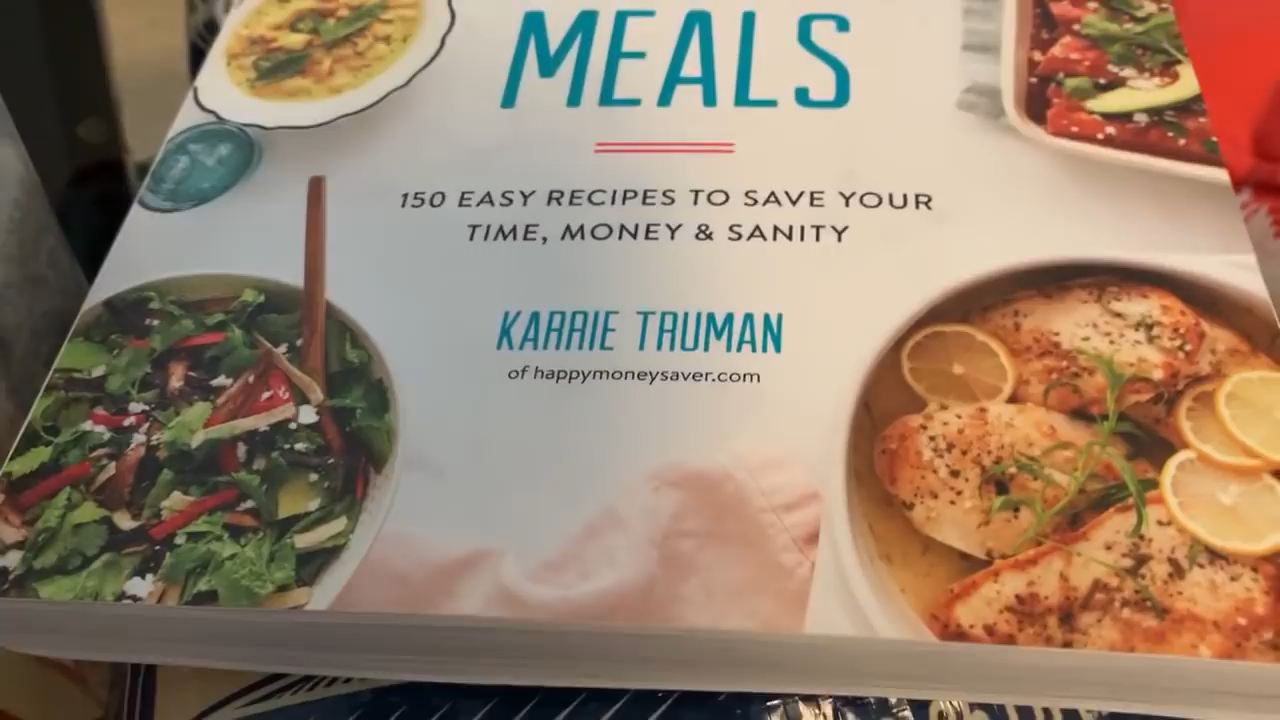 MEALS
150 EASY RECIPES TO SAVE YOUR
TIME, MONEY & SANITY
KARRIE TRUMAN
of happymoneysaver.com